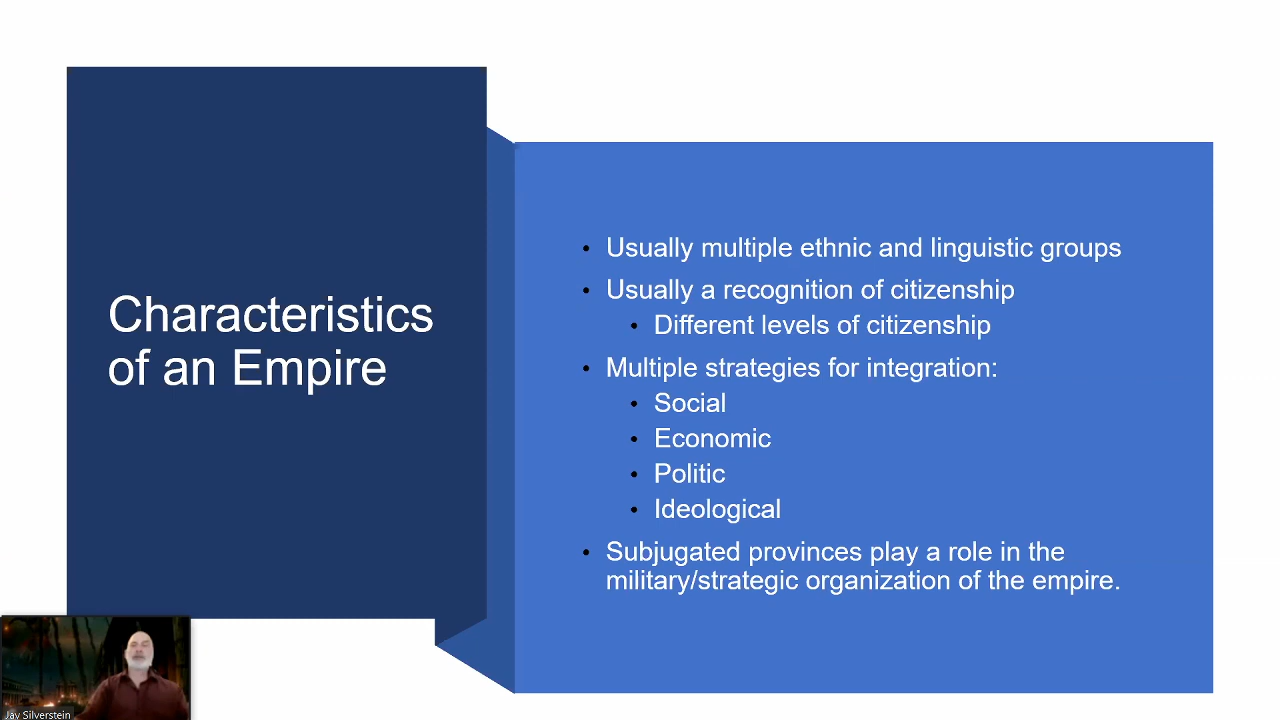 Characteristics
of an Empire
• Usually multiple ethnic and linguistic groups
• Usually a recognition of citizenship
• Different levels of citizenship
• Multiple strategies for integration:
• Social
• Economic
• Politic
• Ideological
• Subjugated provinces play a role in the
military/strategic organization of the empire.
Jay Silverstein